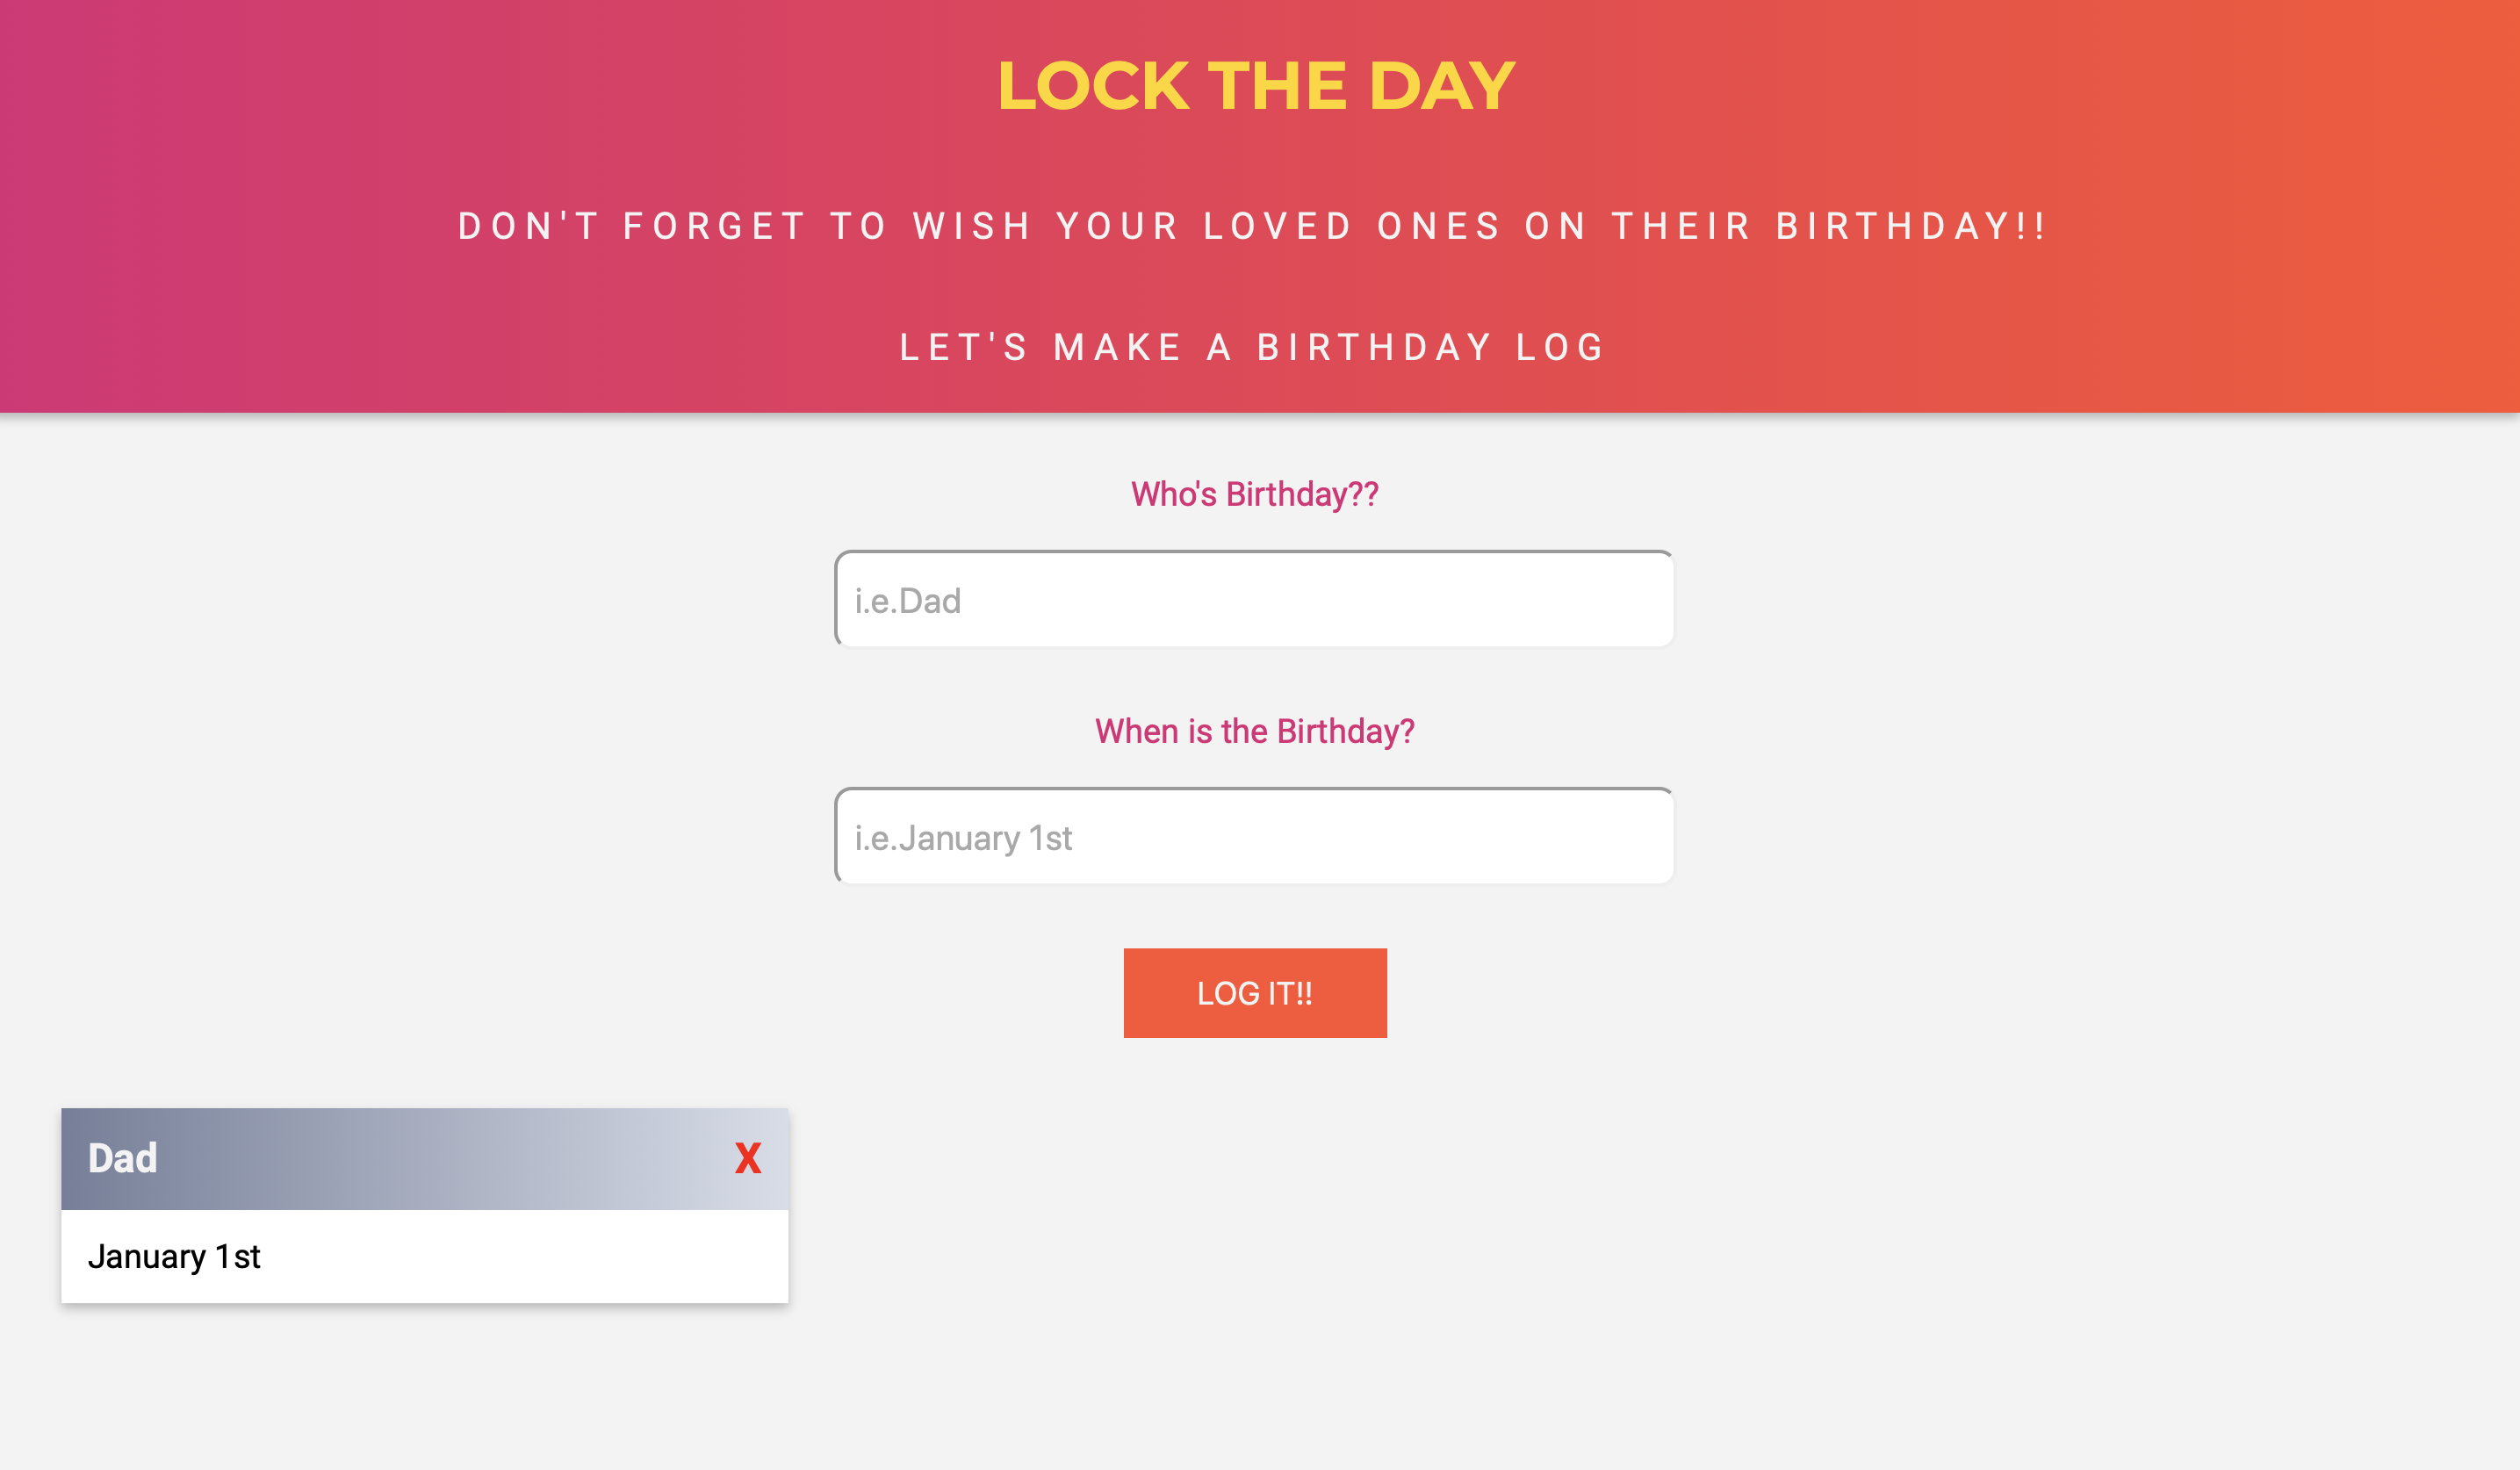 LOCK THE DAY
DON'T FORGET TO WISH YOUR LOVED ONES ON THEIR BIRTHDAY!!
LET'S MAKE A BIRTHDAY LOG
Who's Birthday??
i.e.Dad
When is the Birthday?
i.e.January 1st
LOG IT!!
Dad X
January 1st